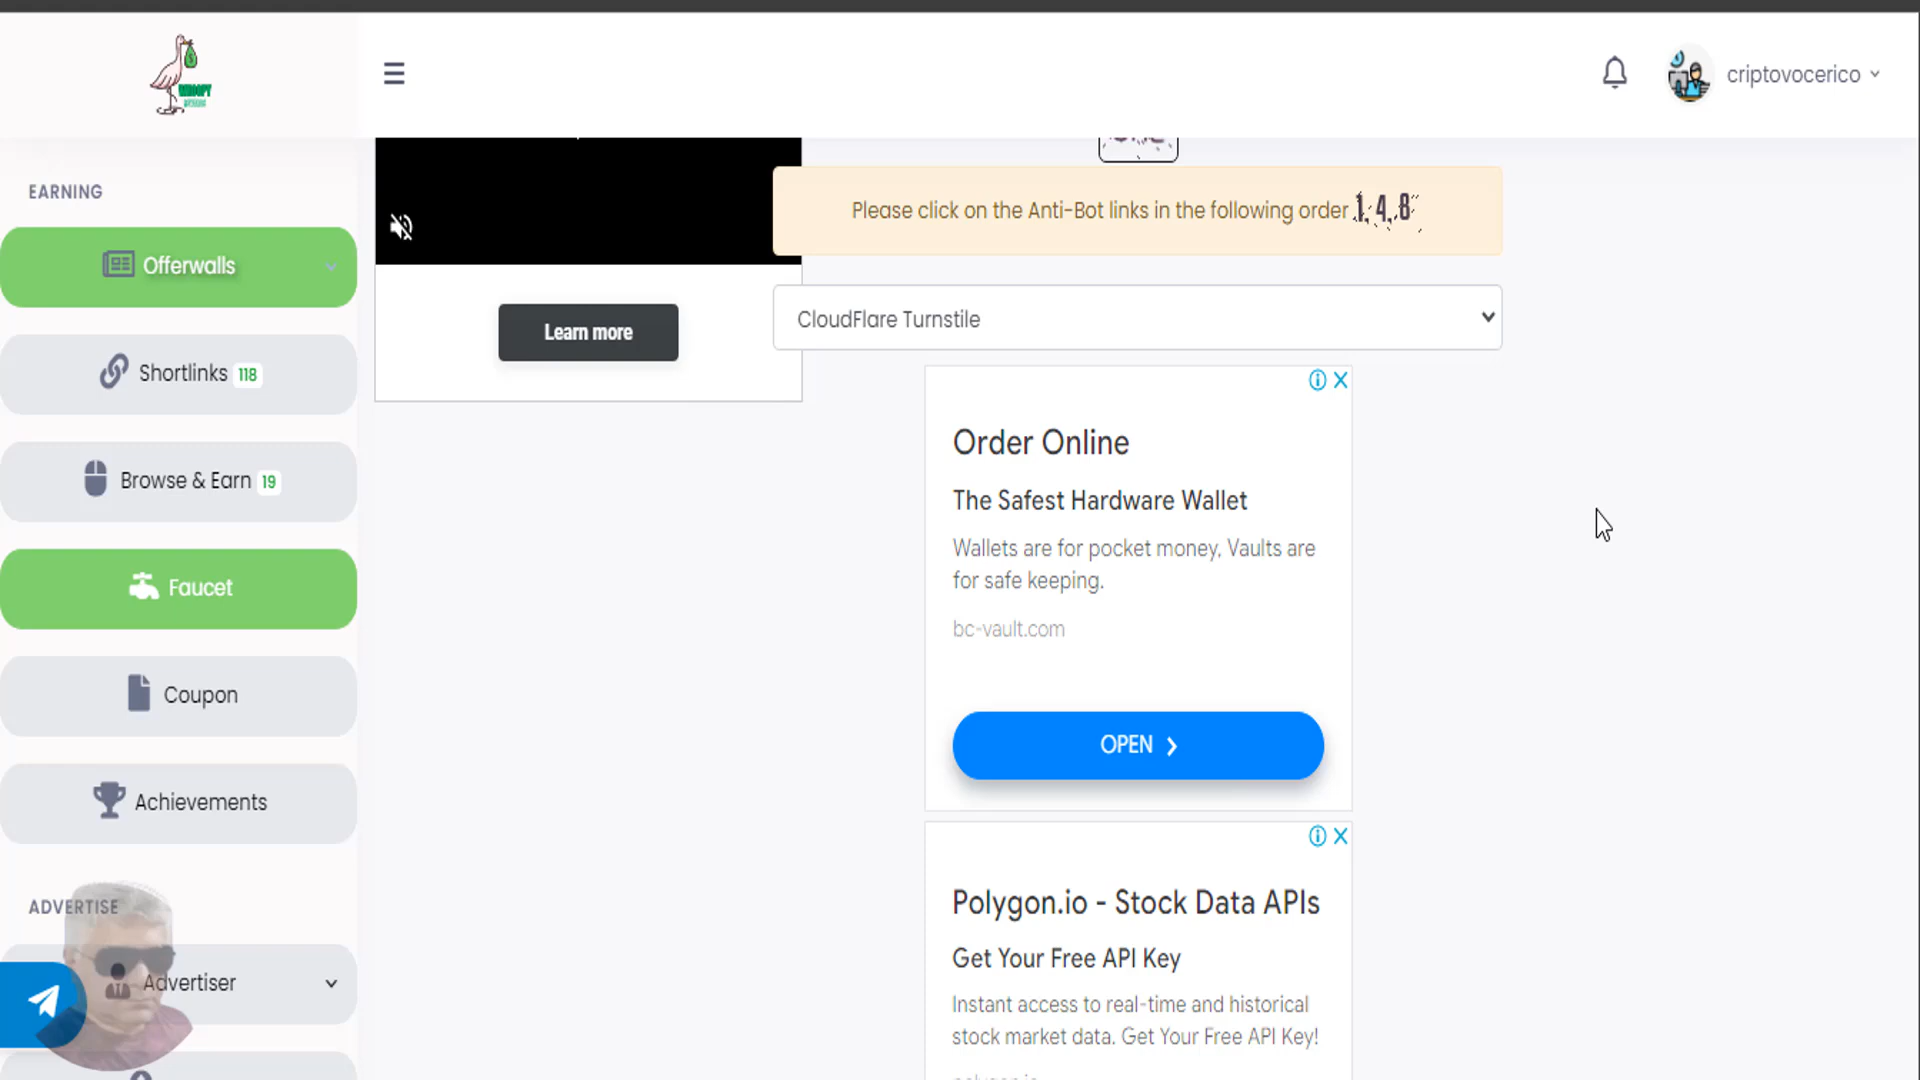 WHOOPY
criptovocerico
EARNING
Offerwalls
Shortlinks 118
Browse & Earn 19
Faucet
Coupon
Achievements
ADVERTISE
Advertiser
Learn more
Please click on the Anti-Bot links in the following order 1, 4, 8
CloudFlare Turnstile
Order Online
The Safest Hardware Wallet
Wallets are for pocket money, Vaults are
for safe keeping.
bc-vault.com
OPEN
Polygon.io - Stock Data APIs
Get Your Free API Key
Instant access to real-time and historical
stock market data. Get Your Free API Key!